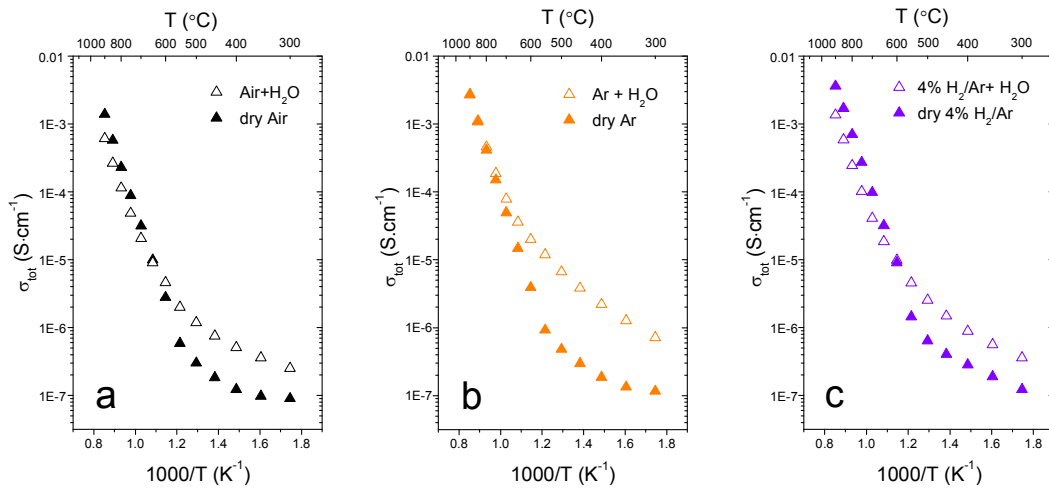 T (°C)
1000 800 600 500 400 300
0.01
1E-3
1E-4
1E-5
1E-6
1E-7
σtot (S·cm⁻¹)
Air+H₂O
dry Air
a
0.8 1.0 1.2 1.4 1.6 1.8
1000/T (K⁻¹)
T (°C)
1000 800 600 500 400 300
0.01
1E-3
1E-4
1E-5
1E-6
1E-7
σtot (S.cm⁻¹)
Ar + H₂O
dry Ar
b
0.8 1.0 1.2 1.4 1.6 1.8
1000/T (K⁻¹)
T (°C)
1000 800 600 500 400 300
0.01
1E-3
1E-4
1E-5
1E-6
1E-7
σtot (S·cm⁻¹)
4% H₂/Ar+ H₂O
dry 4% H₂/Ar
c
0.8 1.0 1.2 1.4 1.6 1.8
1000/T (K⁻¹)